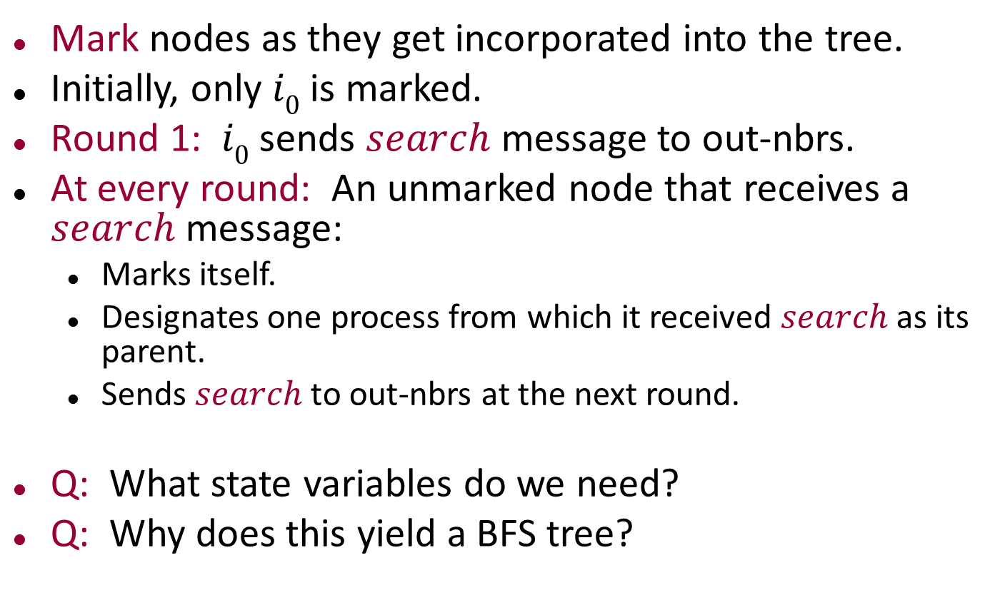 • Mark nodes as they get incorporated into the tree.
• Initially, only i₀ is marked.
• Round 1: i₀ sends search message to out-nbrs.
• At every round: An unmarked node that receives a
search message:
• Marks itself.
• Designates one process from which it received search as its
parent.
• Sends search to out-nbrs at the next round.
• Q: What state variables do we need?
• Q: Why does this yield a BFS tree?